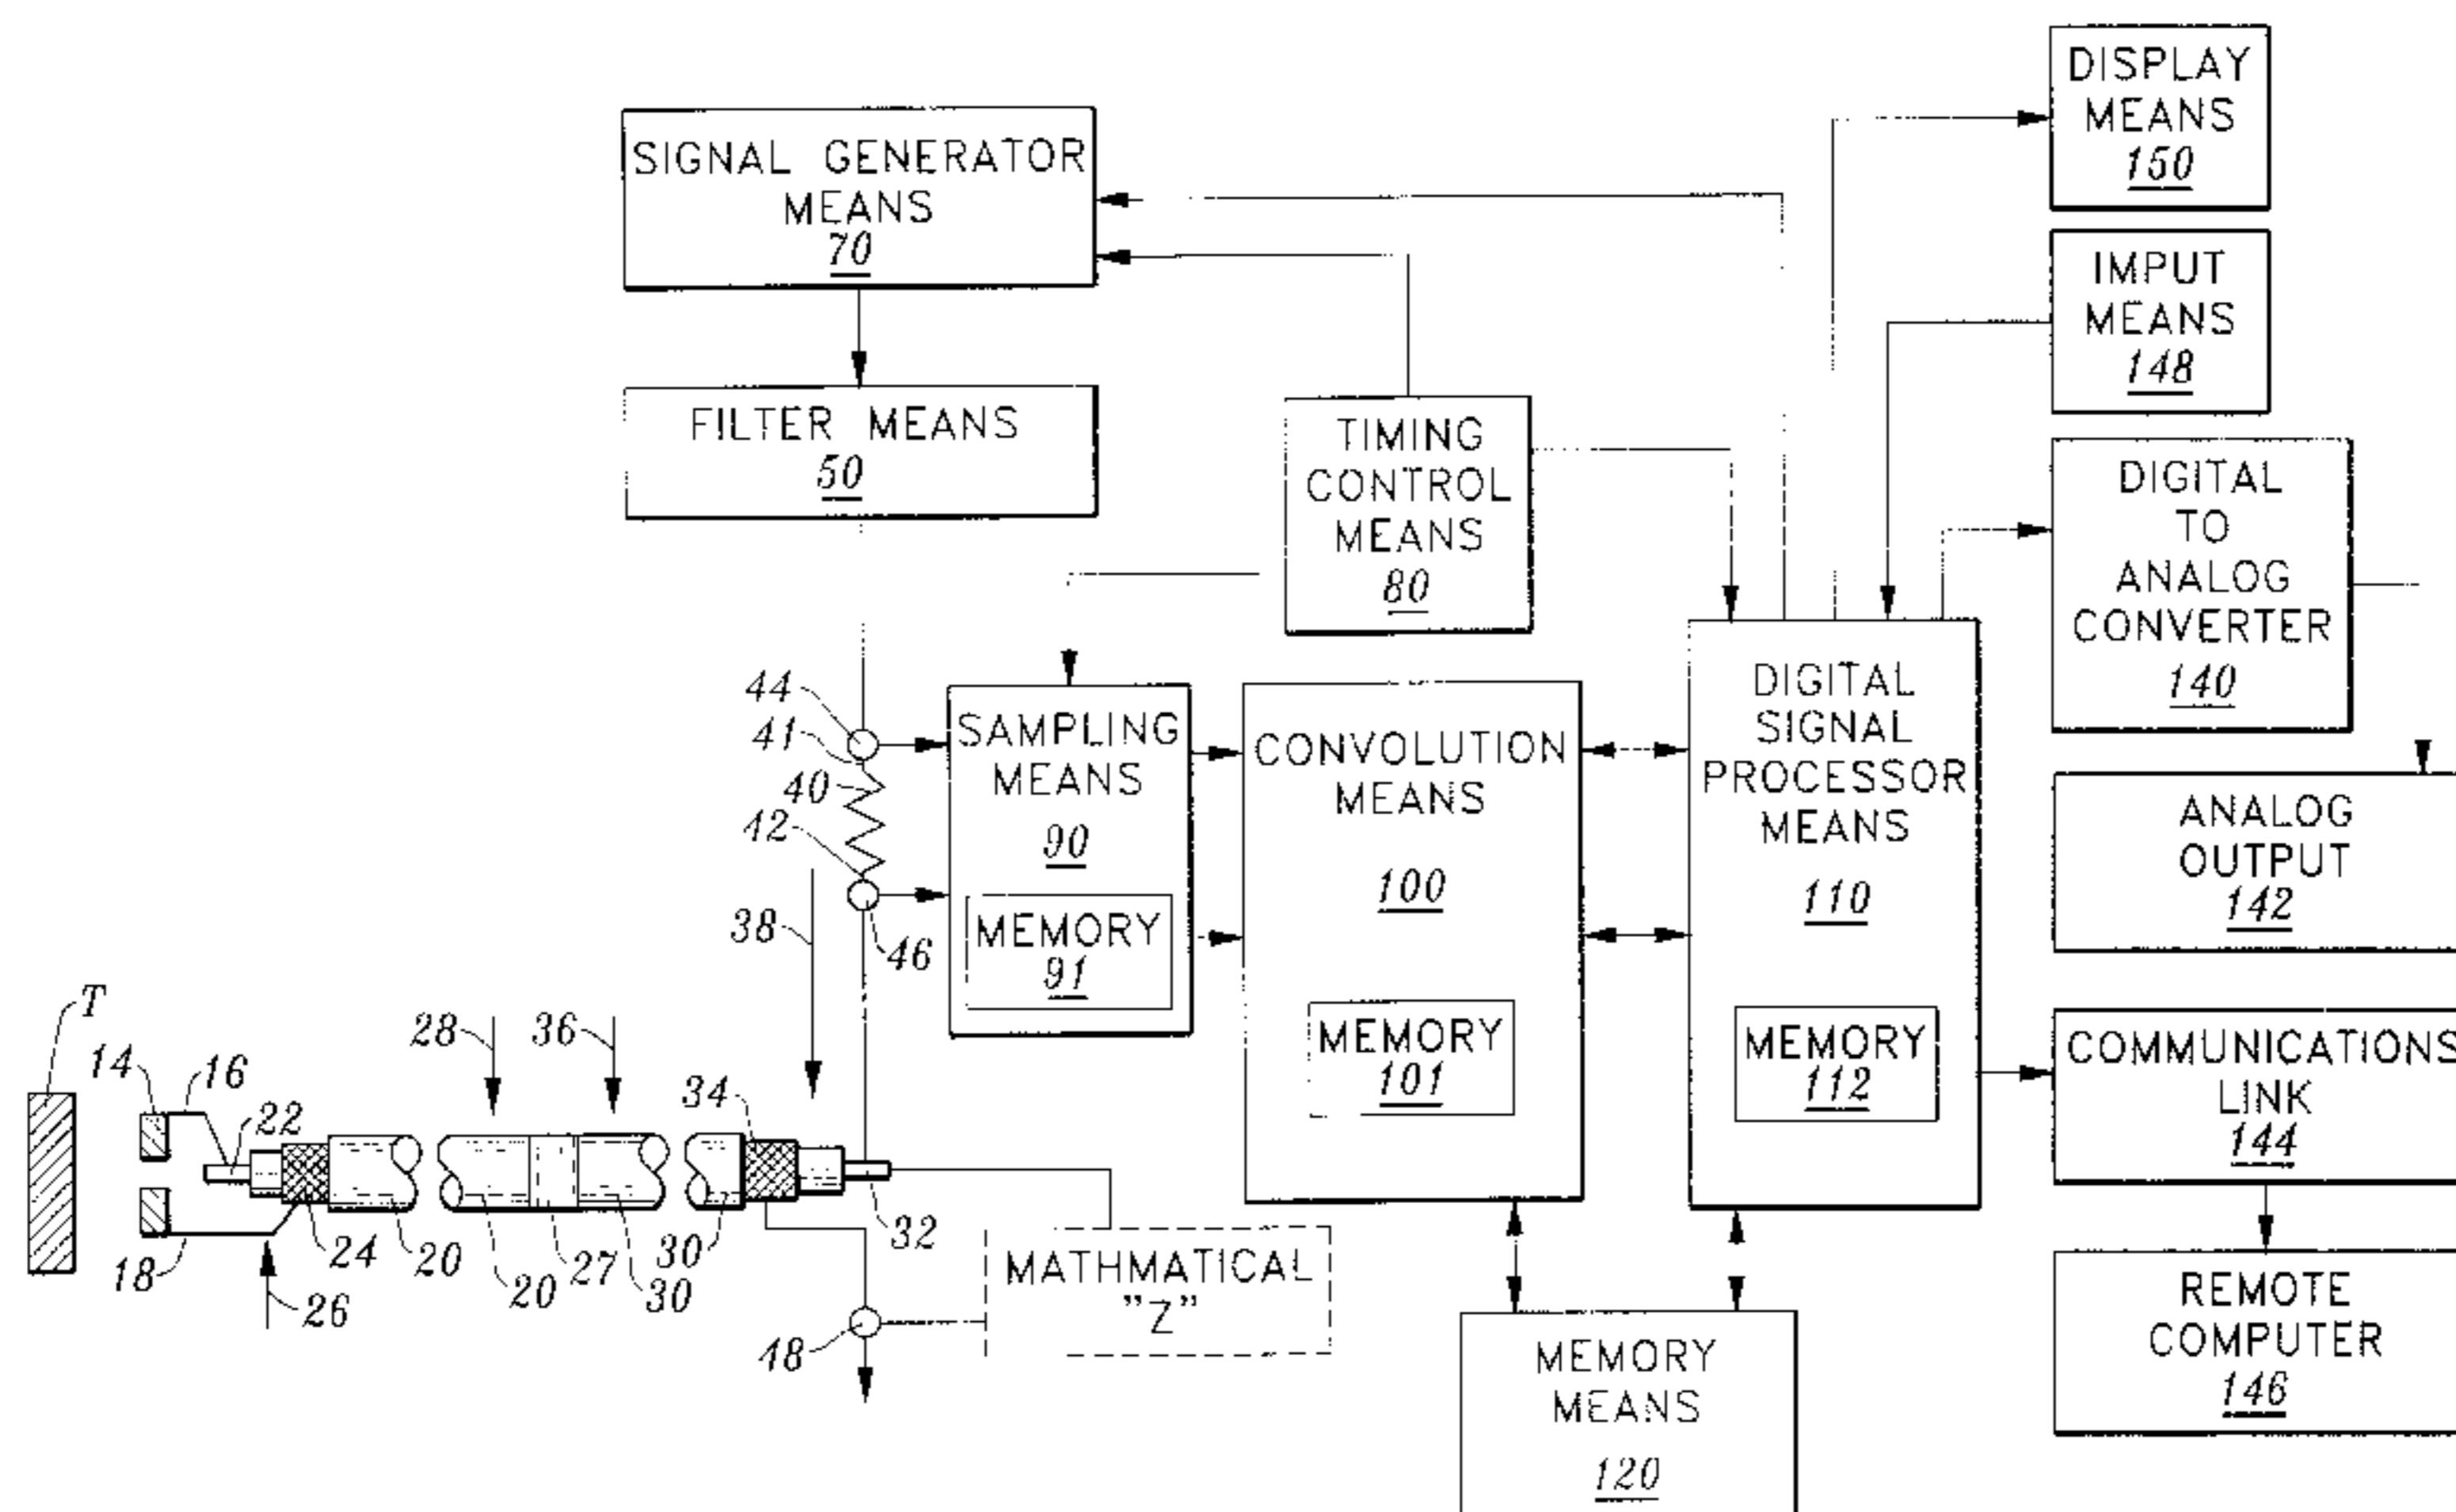 DISPLAY
MEANS
150
SIGNAL GENERATOR
MEANS
70
IMPUT
MEANS
148
FILTER MEANS
50
TIMING
CONTROL
MEANS
80
DIGITAL
TO
ANALOG
CONVERTER
140
44
41
40
42
38
46
SAMPLING
MEANS
90
MEMORY
91
CONVOLUTION
MEANS
100
MEMORY
101
DIGITAL
SIGNAL
PROCESSOR
MEANS
110
MEMORY
112
ANALOG
OUTPUT
142
COMMUNICATIONS
LINK
144
REMOTE
COMPUTER
146
T
14
16
22
28
36
34
18
24
20
26
20
27
30
30
32
48
MATHMATICAL
"Z"
MEMORY
MEANS
120